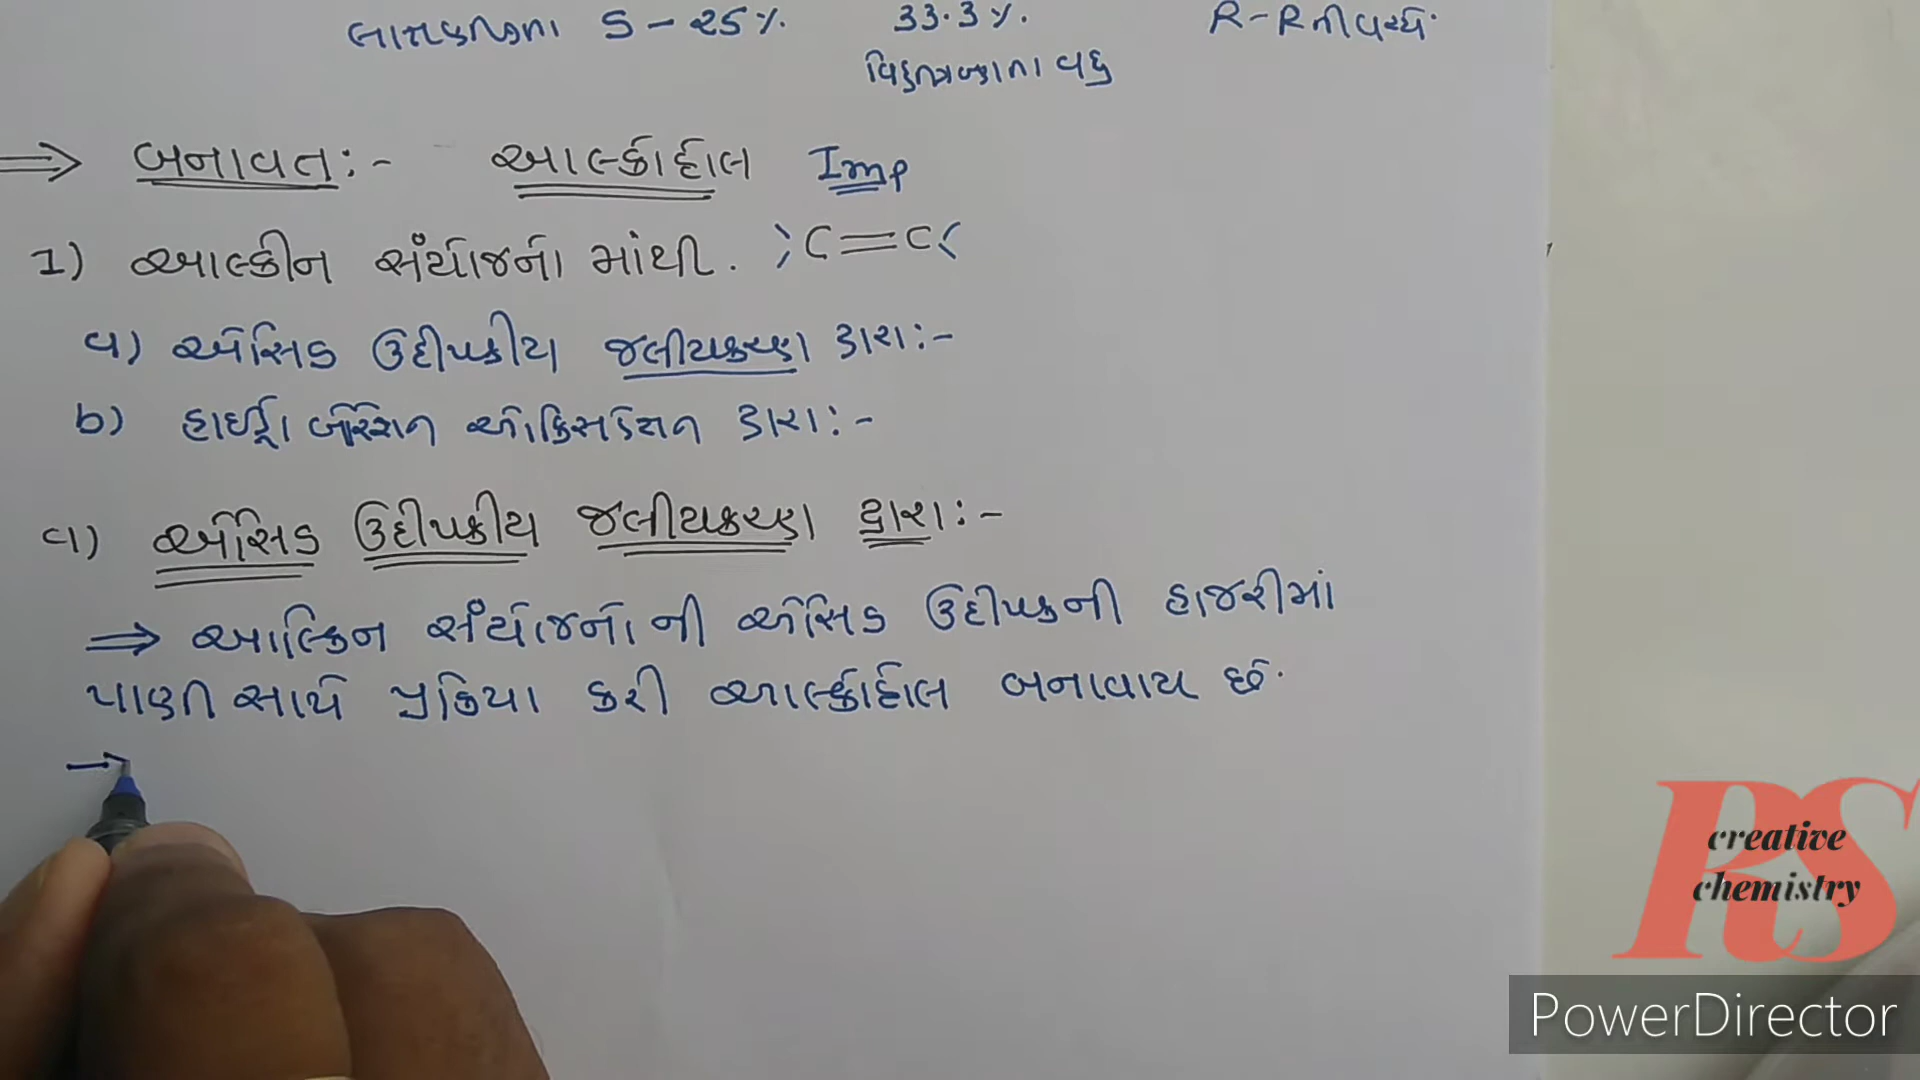 લાક્ષણિકતા S - 25 %. 33.3 %. R - R ની વચ્ચે.
વિદ્યુતઋણતા વધુ
⇒ બનાવટ :- આલ્કોહોલ Imp
1) આલ્કીન સંયોજનો માંથી. >C=C<
a) એસિડ ઉદ્દીપકીય જલીયકરણ દ્વારા :-
b) હાઈડ્રોબોરેશન ઓક્સિડેશન દ્વારા :-
a) એસિડ ઉદ્દીપકીય જલીયકરણ દ્વારા :-
⇒ આલ્કિન સંયોજનો ની એસિડ ઉદ્દીપકની હાજરીમાં
પાણી સાથે પ્રક્રિયા કરી આલ્કોહોલ બનાવાય છે.
→
RS
creative
chemistry
PowerDirector